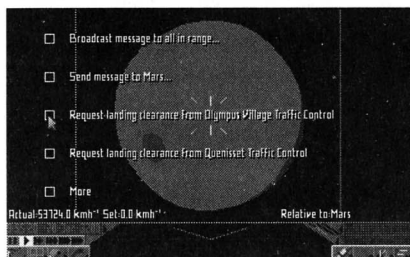 Broadcast message to all in range...
Send message to Mars...
Request landing clearance from Olympus Village Traffic Control
Request landing clearance from Quenisset Traffic Control
More
Actual:53724.0 kmh⁻¹ Set:0.0 kmh⁻¹ Relative to Mars